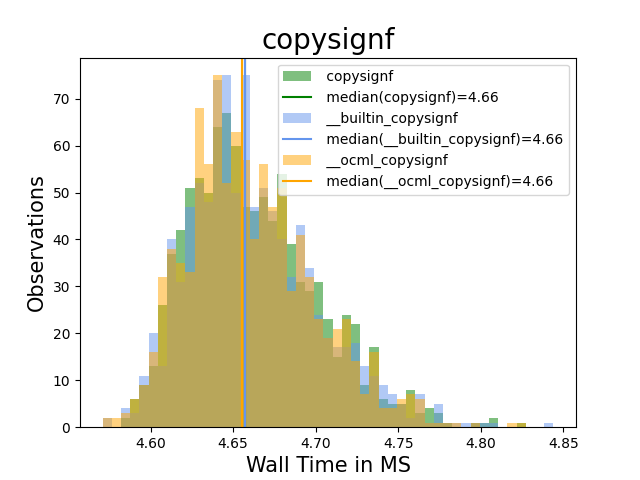 copysignf
copysignf
median(copysignf)=4.66
__builtin_copysignf
median(__builtin_copysignf)=4.66
__ocml_copysignf
median(__ocml_copysignf)=4.66
Observations
70
60
50
40
30
20
10
0
4.60 4.65 4.70 4.75 4.80 4.85
Wall Time in MS